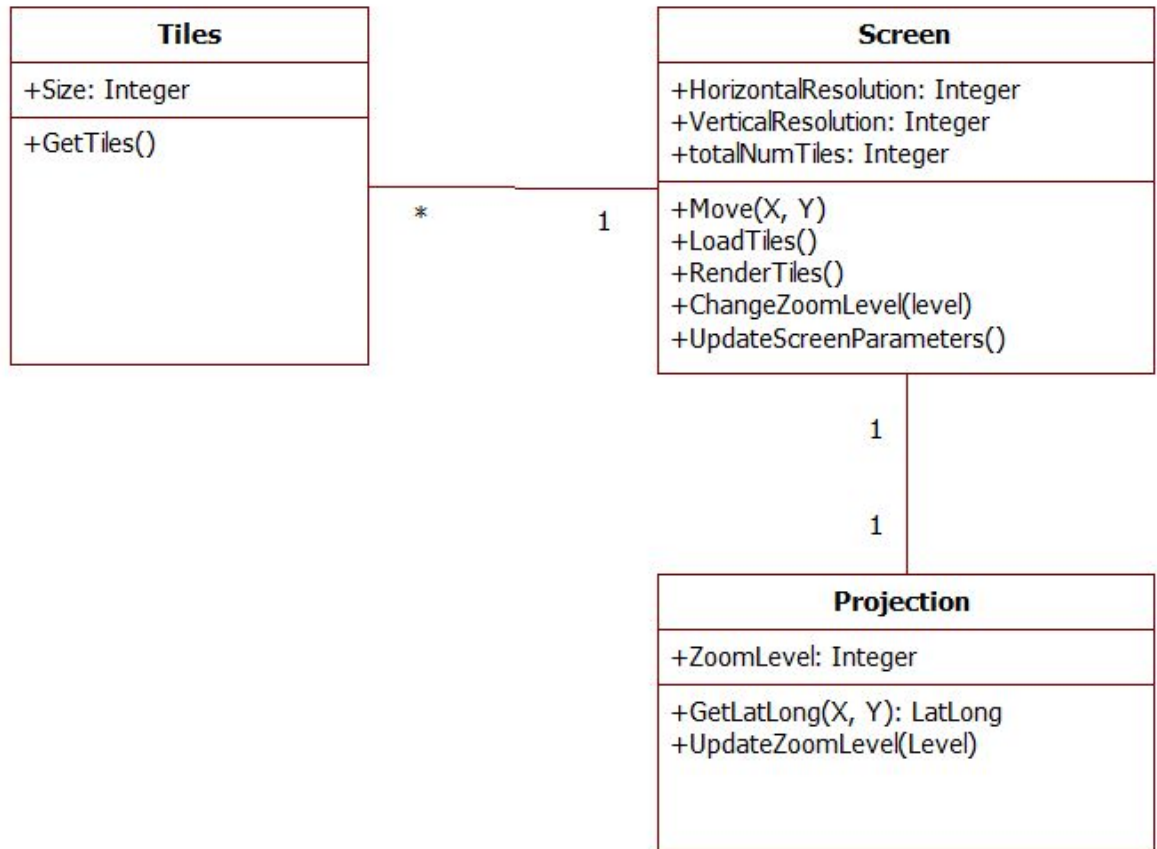 Tiles
+Size: Integer
+GetTiles()
*
1
Screen
+HorizontalResolution: Integer
+VerticalResolution: Integer
+totalNumTiles: Integer
+Move(X, Y)
+LoadTiles()
+RenderTiles()
+ChangeZoomLevel(level)
+UpdateScreenParameters()
1
1
Projection
+ZoomLevel: Integer
+GetLatLong(X, Y): LatLong
+UpdateZoomLevel(Level)